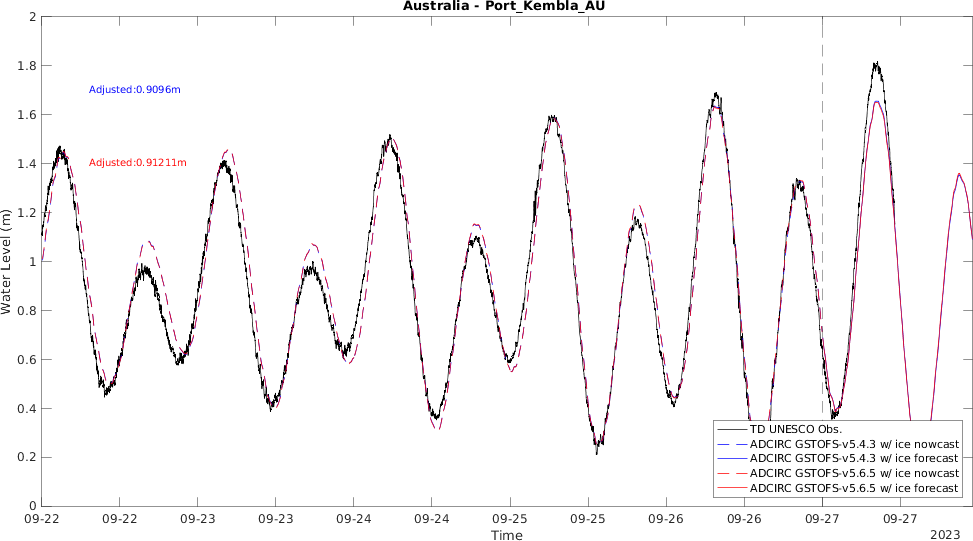 Australia - Port_Kembla_AU
2
1.8
1.6
1.4
1.2
1
0.8
0.6
0.4
0.2
0
Water Level (m)
Adjusted:0.9096m
Adjusted:0.91211m
TD UNESCO Obs.
ADCIRC GSTOFS-v5.4.3 w/ ice nowcast
ADCIRC GSTOFS-v5.4.3 w/ ice forecast
ADCIRC GSTOFS-v5.6.5 w/ ice nowcast
ADCIRC GSTOFS-v5.6.5 w/ ice forecast
09-22 09-22 09-23 09-23 09-24 09-24 09-25 09-25 09-26 09-26 09-27 09-27
Time
2023